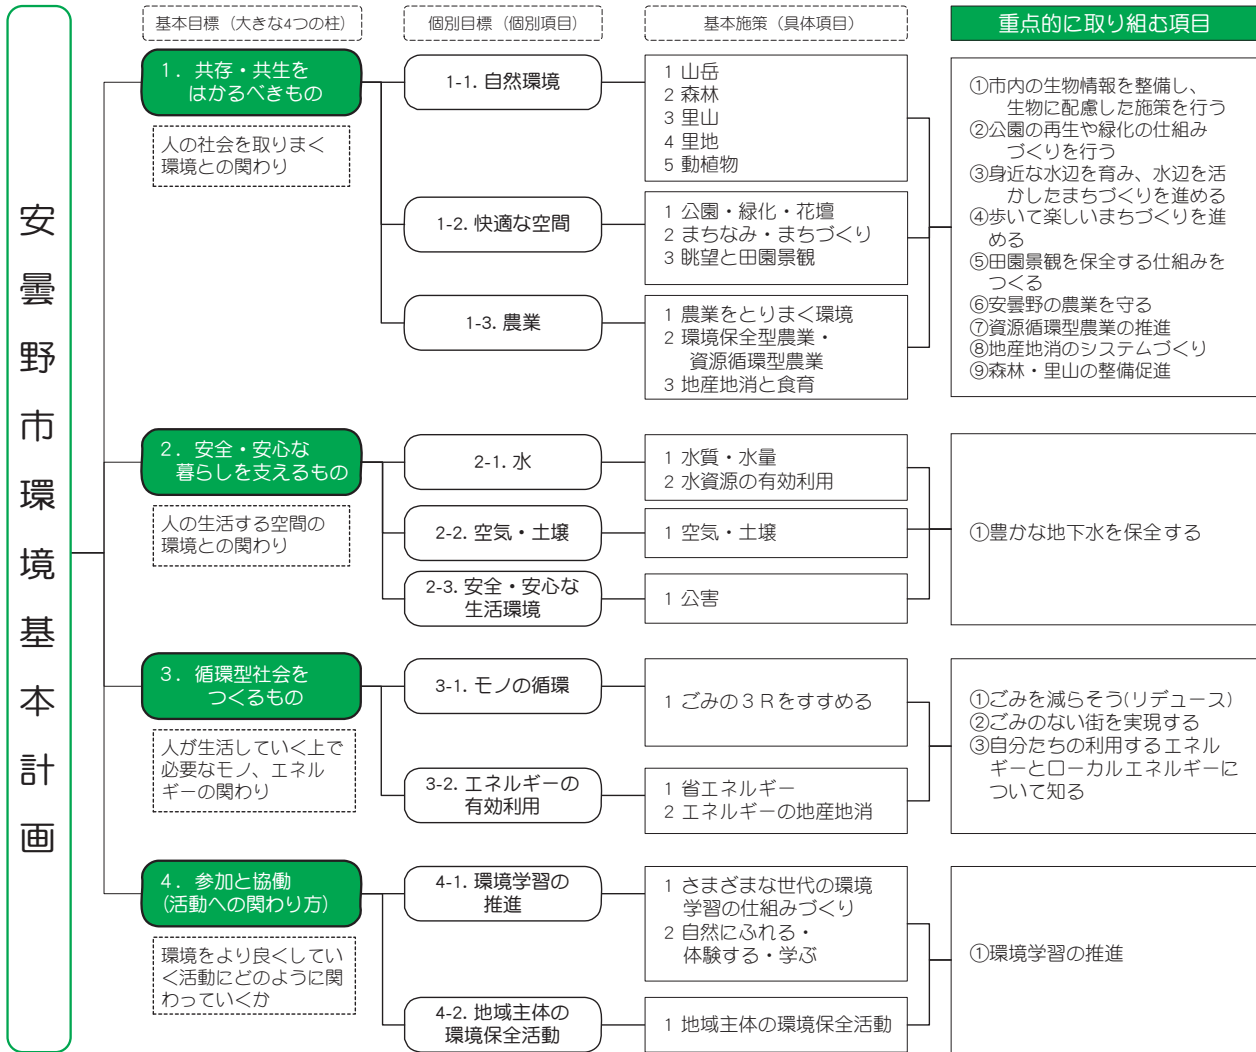 安曇野市環境基本計画
基本目標（大きな4つの柱）
個別目標（個別項目）
基本施策（具体項目）
重点的に取り組む項目
1．共存・共生を
はかるべきもの
人の社会を取りまく
環境との関わり
1-1. 自然環境
1 山岳
2 森林
3 里山
4 里地
5 動植物
1-2. 快適な空間
1 公園・緑化・花壇
2 まちなみ・まちづくり
3 眺望と田園景観
1-3. 農業
1 農業をとりまく環境
2 環境保全型農業・
資源循環型農業
3 地産地消と食育
①市内の生物情報を整備し、
生物に配慮した施策を行う
②公園の再生や緑化の仕組み
づくりを行う
③身近な水辺を育み、水辺を活
かしたまちづくりを進める
④歩いて楽しいまちづくりを進
める
⑤田園景観を保全する仕組みを
つくる
⑥安曇野の農業を守る
⑦資源循環型農業の推進
⑧地産地消のシステムづくり
⑨森林・里山の整備促進
2．安全・安心な
暮らしを支えるもの
人の生活する空間の
環境との関わり
2-1. 水
1 水質・水量
2 水資源の有効利用
2-2. 空気・土壌
1 空気・土壌
2-3. 安全・安心な
生活環境
1 公害
①豊かな地下水を保全する
3．循環型社会を
つくるもの
人が生活していく上で
必要なモノ、エネル
ギーの関わり
3-1. モノの循環
1 ごみの３Ｒをすすめる
3-2. エネルギーの
有効利用
1 省エネルギー
2 エネルギーの地産地消
①ごみを減らそう(リデュース)
②ごみのない街を実現する
③自分たちの利用するエネル
ギーとローカルエネルギーに
ついて知る
4．参加と協働
(活動への関わり方)
環境をより良くしてい
く活動にどのように関
わっていくか
4-1. 環境学習の
推進
1 さまざまな世代の環境
学習の仕組みづくり
2 自然にふれる・
体験する・学ぶ
4-2. 地域主体の
環境保全活動
1 地域主体の環境保全活動
①環境学習の推進